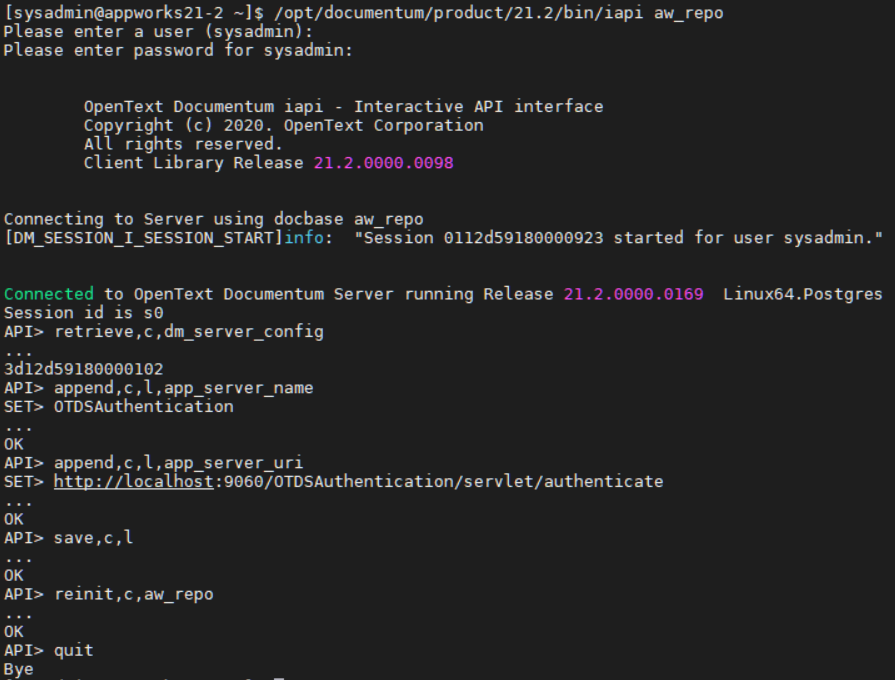 [sysadmin@appworks21-2 ~]$ /opt/documentum/product/21.2/bin/iapi aw_repo
Please enter a user (sysadmin):
Please enter password for sysadmin:
OpenText Documentum iapi - Interactive API interface
Copyright (c) 2020. OpenText Corporation
All rights reserved.
Client Library Release 21.2.0000.0098
Connecting to Server using docbase aw_repo
[DM_SESSION_I_SESSION_START]info:  "Session 0112d59180000923 started for user sysadmin."
Connected to OpenText Documentum Server running Release 21.2.0000.0169  Linux64.Postgres
Session id is s0
API> retrieve,c,dm_server_config
...
3d12d59180000102
API> append,c,l,app_server_name
SET> OTDSAuthentication
...
OK
API> append,c,l,app_server_uri
SET> http://localhost:9060/OTDSAuthentication/servlet/authenticate
...
OK
API> save,c,l
...
OK
API> reinit,c,aw_repo
...
OK
API> quit
Bye